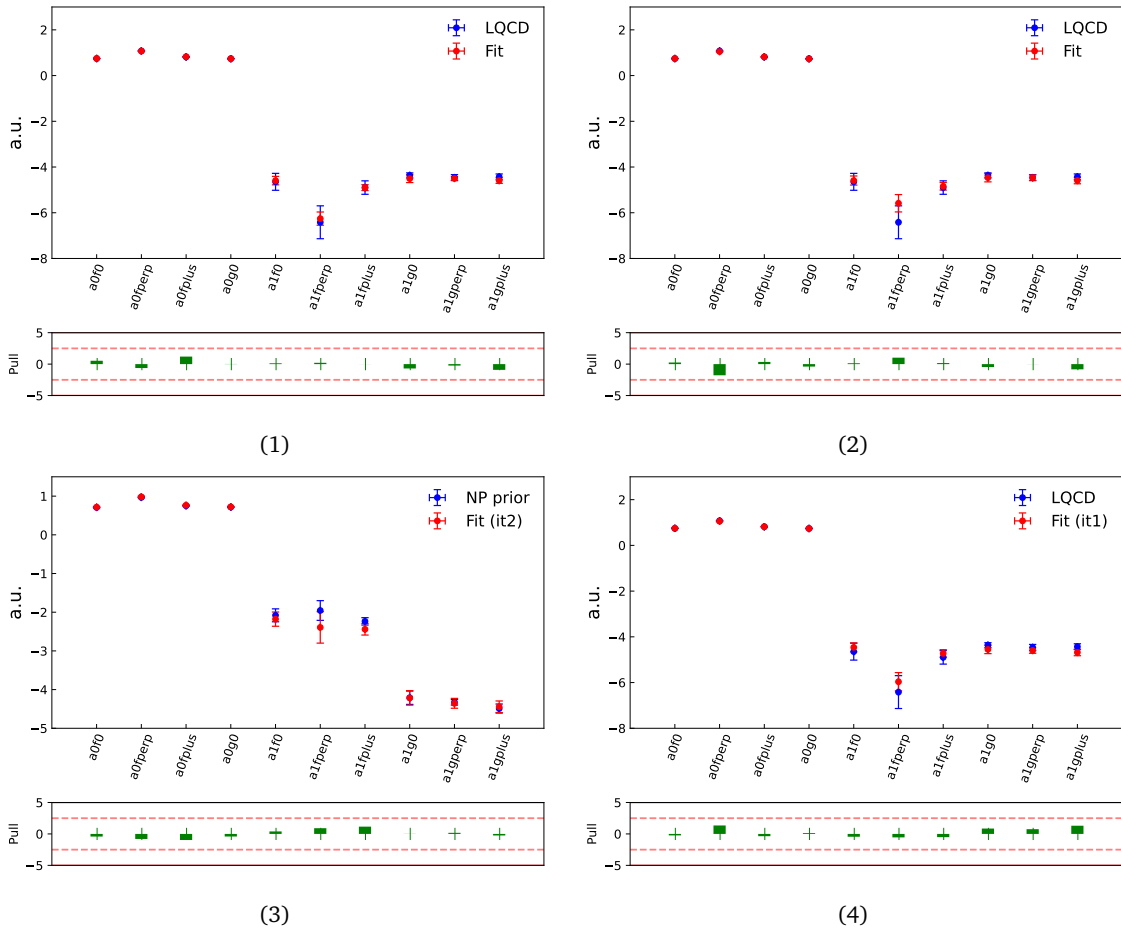 2
0
−2
−4
−6
−8
a.u.
LQCD
Fit
a0f0
a0fperp
a0fplus
a0g0
a1f0
a1fperp
a1fplus
a1g0
a1gperp
a1gplus
5
0
−5
Pull
(1)
2
0
−2
−4
−6
−8
a.u.
LQCD
Fit
a0f0
a0fperp
a0fplus
a0g0
a1f0
a1fperp
a1fplus
a1g0
a1gperp
a1gplus
5
0
−5
Pull
(2)
1
0
−1
−2
−3
−4
−5
a.u.
NP prior
Fit (it2)
a0f0
a0fperp
a0fplus
a0g0
a1f0
a1fperp
a1fplus
a1g0
a1gperp
a1gplus
5
0
−5
Pull
(3)
2
0
−2
−4
−6
−8
a.u.
LQCD
Fit (it1)
a0f0
a0fperp
a0fplus
a0g0
a1f0
a1fperp
a1fplus
a1g0
a1gperp
a1gplus
5
0
−5
Pull
(4)